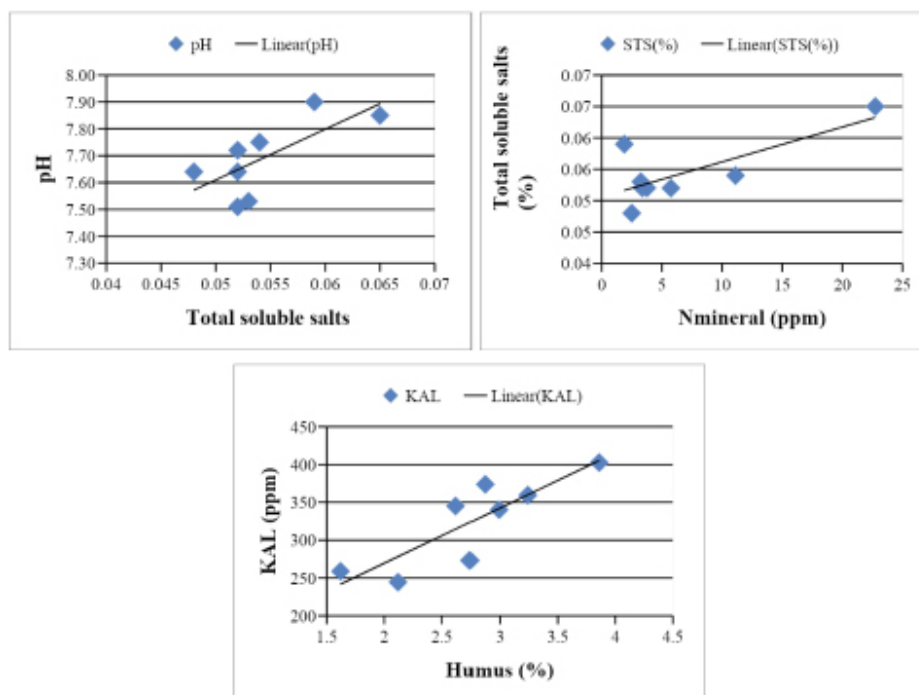 pH Linear(pH)
8.00
7.90
7.80
7.70
7.60
7.50
7.40
7.30
pH
0.04 0.045 0.05 0.055 0.06 0.065 0.07
Total soluble salts
STS(%) Linear(STS(%))
0.07
0.07
0.06
0.06
0.05
0.05
0.04
Total soluble salts
(%)
0 5 10 15 20 25
Nmineral (ppm)
KAL Linear(KAL)
450
400
350
300
250
200
KAL (ppm)
1.5 2 2.5 3 3.5 4 4.5
Humus (%)